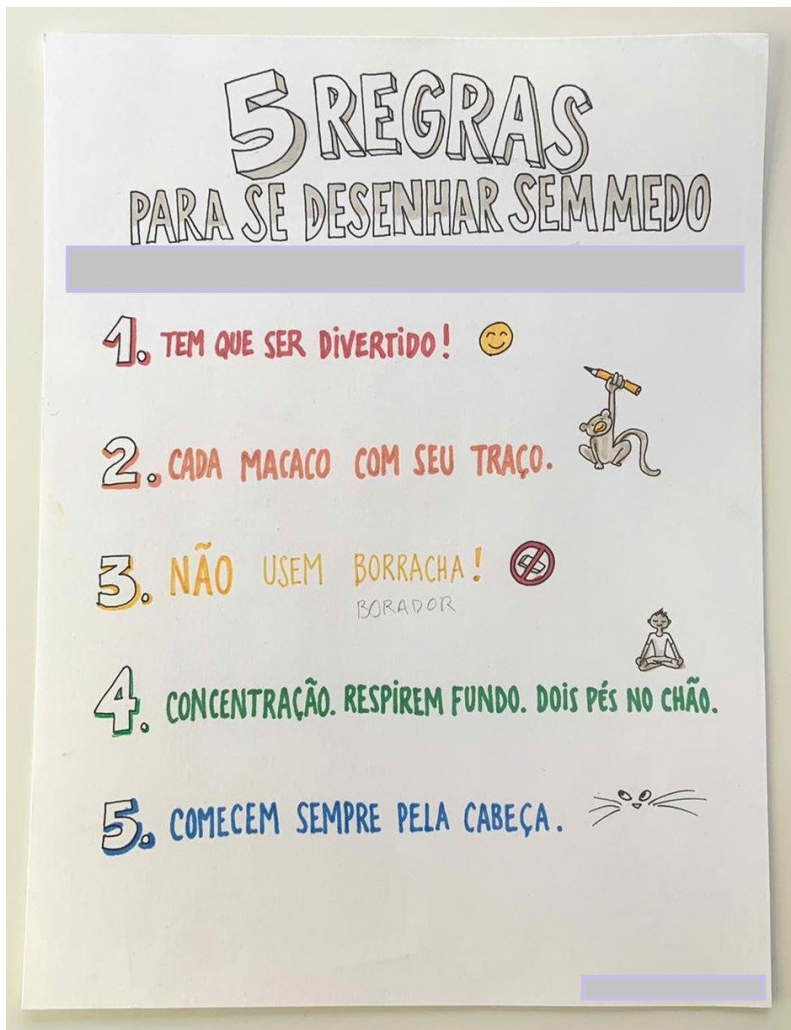 5 REGRAS
PARA SE DESENHAR SEM MEDO
1. TEM QUE SER DIVERTIDO!
2. CADA MACACO COM SEU TRAÇO.
3. NÃO USEM BORRACHA!
BORADOR
4. CONCENTRAÇÃO. RESPIREM FUNDO. DOIS PÉS NO CHÃO.
5. COMECEM SEMPRE PELA CABEÇA.